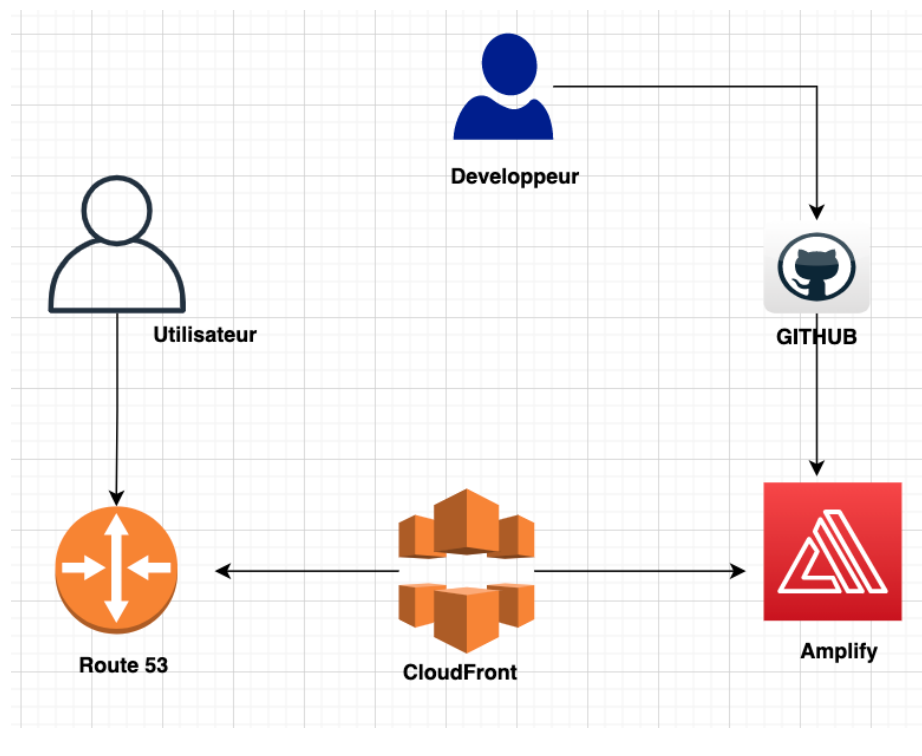 Developpeur
Utilisateur
GITHUB
Route 53
CloudFront
Amplify